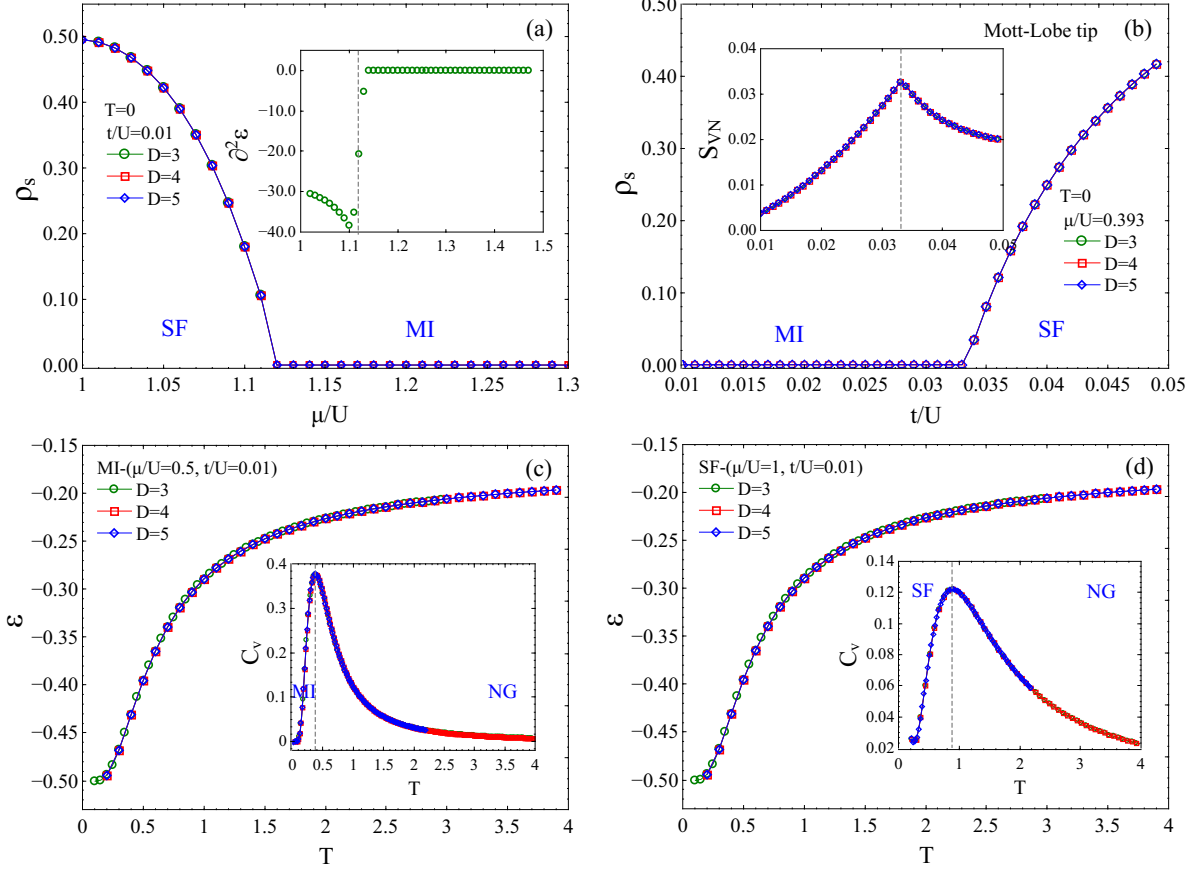 (a)
0.50
0.40
0.30
0.20
0.10
0.00
ρs
T=0
t/U=0.01
D=3
D=4
D=5
0.0
−10.0
−20.0
−30.0
−40.0
∂²ε
1 1.1 1.2 1.3 1.4 1.5
SF
MI
1 1.05 1.1 1.15 1.2 1.25 1.3
μ/U
Mott-Lobe tip
(b)
0.50
0.40
0.30
0.20
0.10
0.00
ρs
0.04
0.03
0.02
0.01
0.00
SVN
0.01 0.02 0.03 0.04 0.05
T=0
μ/U=0.393
D=3
D=4
D=5
MI
SF
0.01 0.015 0.02 0.025 0.03 0.035 0.04 0.045 0.05
t/U
−0.15
−0.20
−0.25
−0.30
−0.35
−0.40
−0.45
−0.50
ε
MI-(μ/U=0.5, t/U=0.01)
(c)
D=3
D=4
D=5
0.4
0.3
0.2
0.1
0
Cv
MI
NG
0 0.5 1 1.5 2 2.5 3 3.5 4
T
0 0.5 1 1.5 2 2.5 3 3.5 4
T
−0.15
−0.20
−0.25
−0.30
−0.35
−0.40
−0.45
−0.50
ε
SF-(μ/U=1, t/U=0.01)
(d)
D=3
D=4
D=5
0.14
0.12
0.10
0.08
0.06
0.04
0.02
Cv
SF
NG
0 1 2 3 4
T
0 0.5 1 1.5 2 2.5 3 3.5 4
T